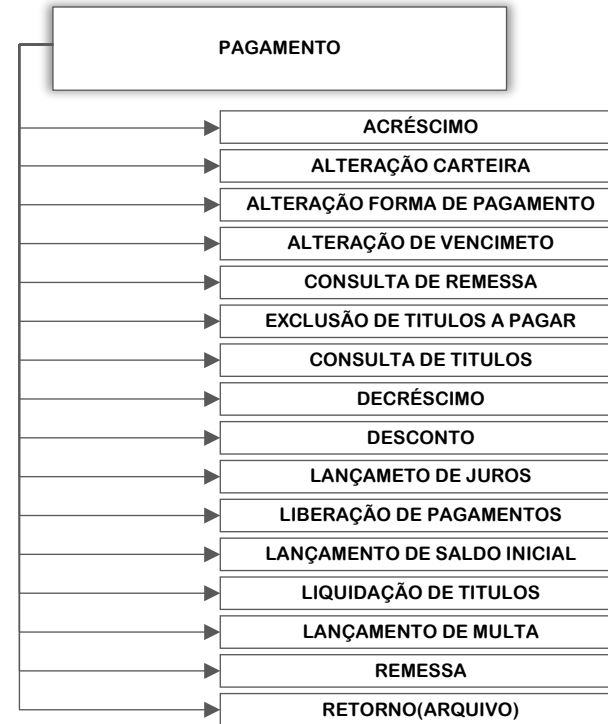 PAGAMENTO
ACRÉSCIMO
ALTERAÇÃO CARTEIRA
ALTERAÇÃO FORMA DE PAGAMENTO
ALTERAÇÃO DE VENCIMETO
CONSULTA DE REMESSA
EXCLUSÃO DE TITULOS A PAGAR
CONSULTA DE TITULOS
DECRÉSCIMO
DESCONTO
LANÇAMETO DE JUROS
LIBERAÇÃO DE PAGAMENTOS
LANÇAMENTO DE SALDO INICIAL
LIQUIDAÇÃO DE TITULOS
LANÇAMENTO DE MULTA
REMESSA
RETORNO(ARQUIVO)